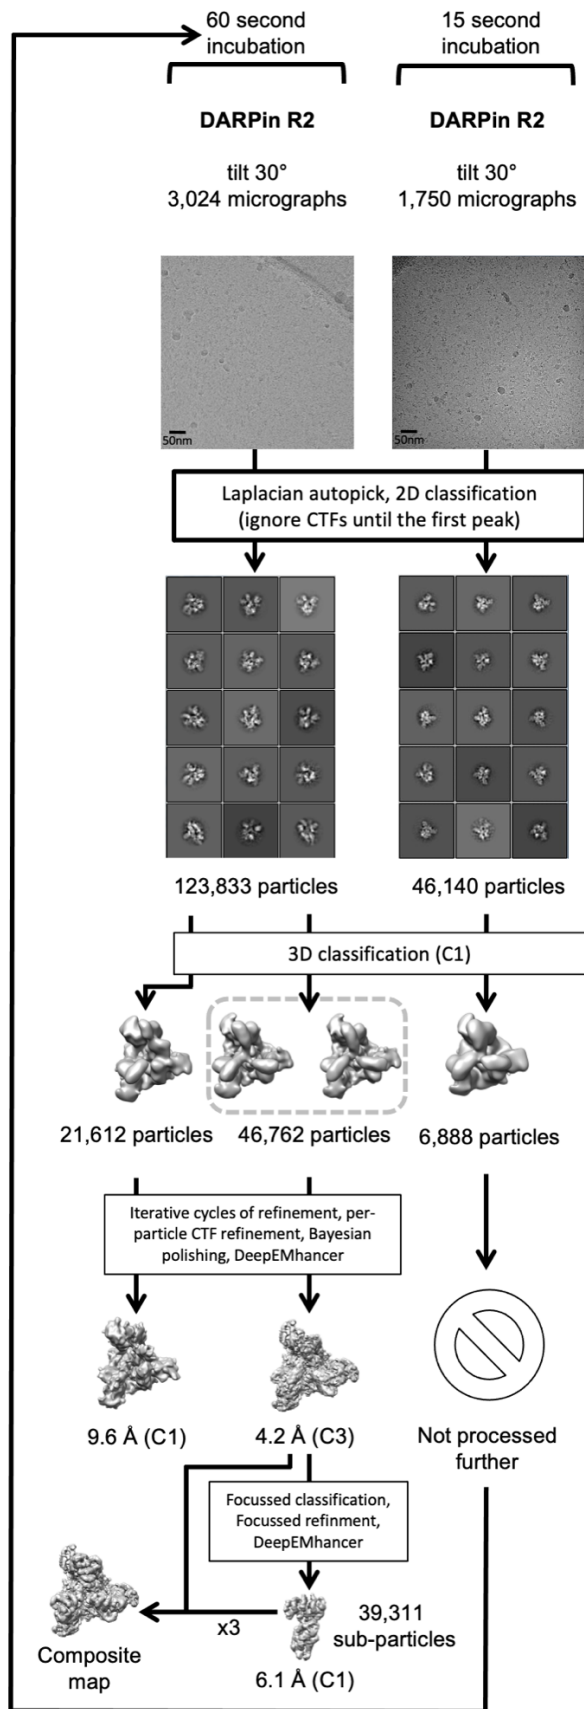 60 second
incubation
15 second
incubation
DARPin R2
DARPin R2
tilt 30°
3,024 micrographs
tilt 30°
1,750 micrographs
50nm
50nm
Laplacian autopick, 2D classification
(ignore CTFs until the first peak)
123,833 particles
46,140 particles
3D classification (C1)
21,612 particles
46,762 particles
6,888 particles
Iterative cycles of refinement, per-
particle CTF refinement, Bayesian
polishing, DeepEMhancer
9.6 Å (C1)
4.2 Å (C3)
Not processed
further
Focussed classification,
Focussed refinment,
DeepEMhancer
x3
39,311
sub-particles
Composite
map
6.1 Å (C1)